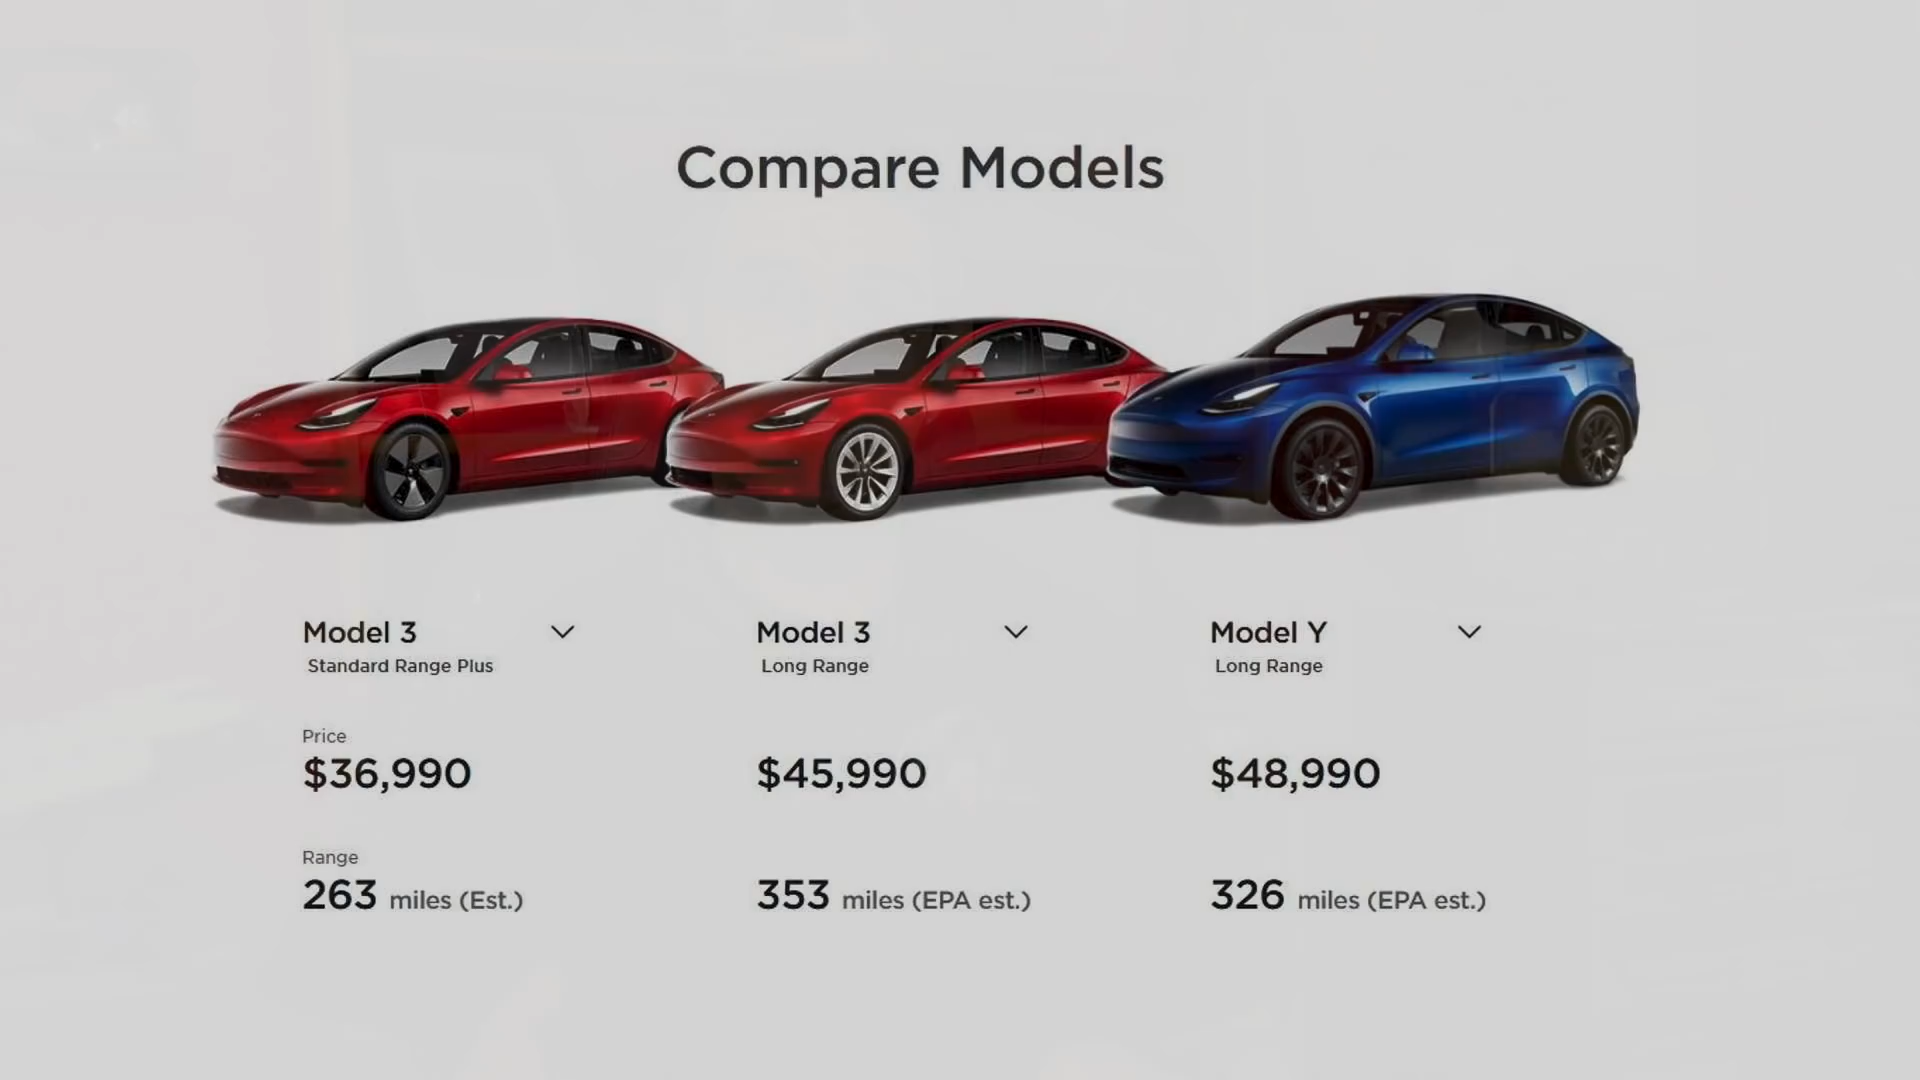 Compare Models
Model 3
Standard Range Plus
Model 3
Long Range
Model Y
Long Range
Price
$36,990
$45,990
$48,990
Range
263 miles (Est.)
353 miles (EPA est.)
326 miles (EPA est.)